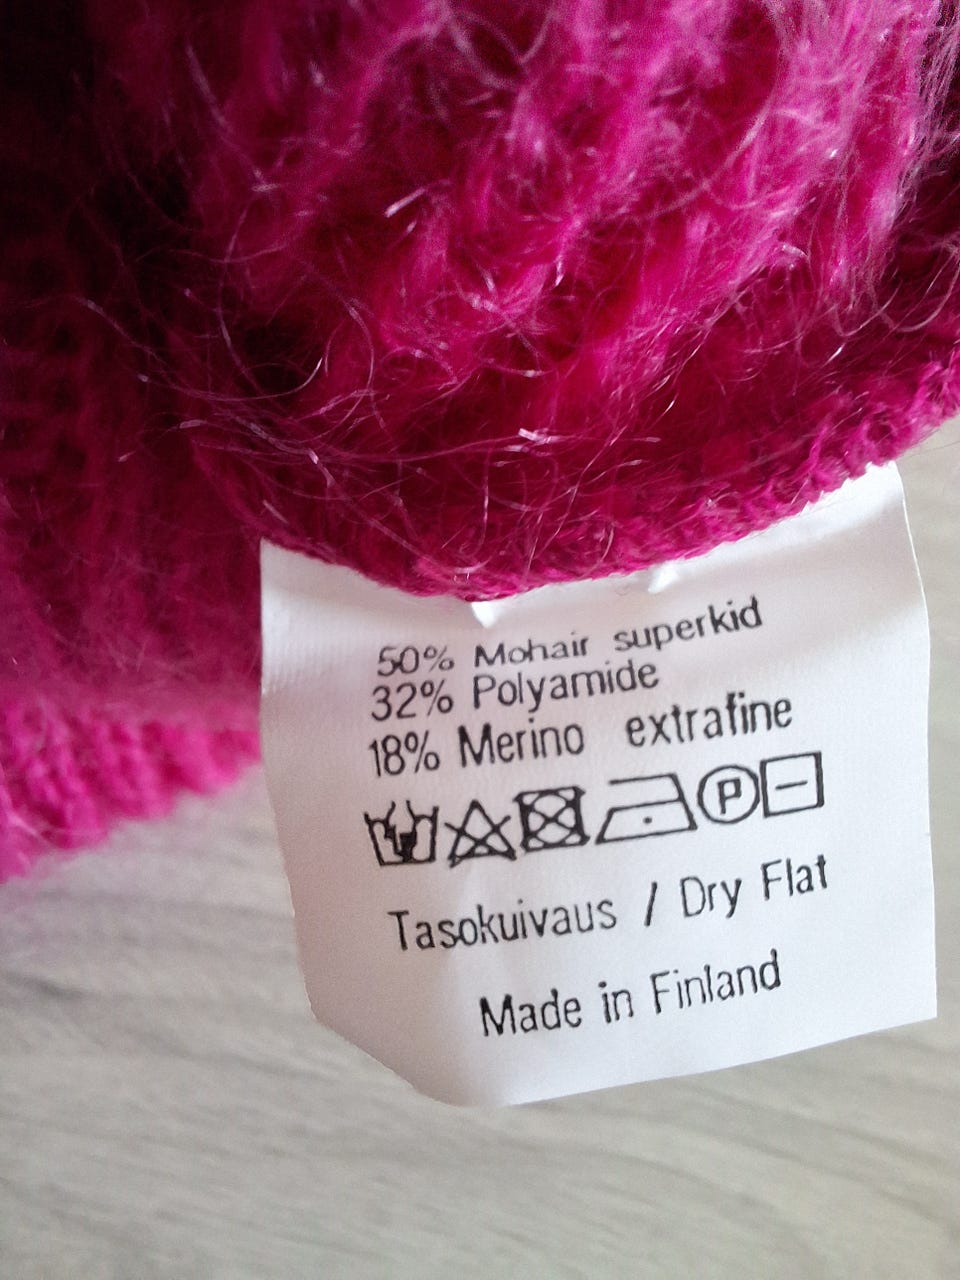 50% Mohair superkid
32% Polyamide
18% Merino extrafine
P
Tasokuivaus / Dry Flat
Made in Finland